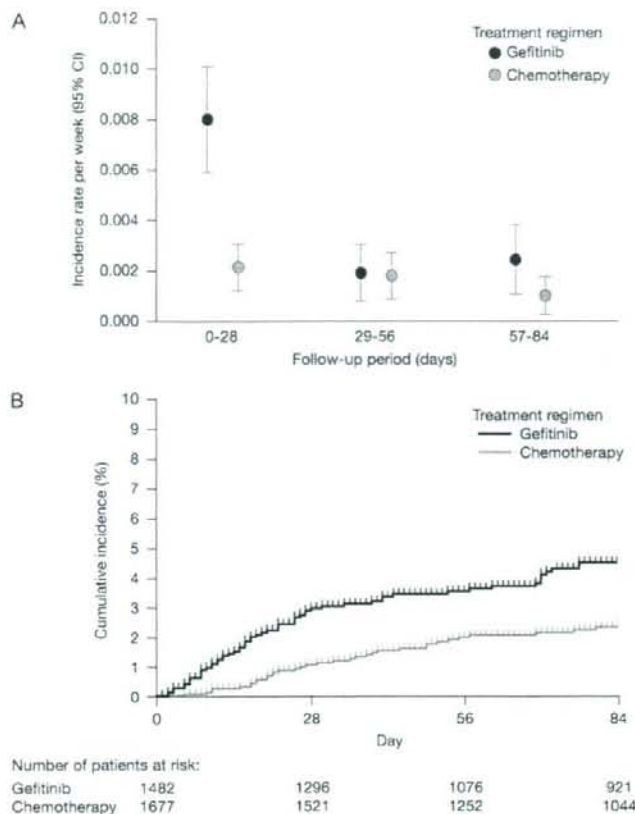 A
Treatment regimen
Gefitinib
Chemotherapy
Incidence rate per week (95% CI)
0.012
0.010
0.008
0.006
0.004
0.002
0.000
0-28 29-56 57-84
Follow-up period (days)
B
Treatment regimen
Gefitinib
Chemotherapy
Cumulative incidence (%)
10
9
8
7
6
5
4
3
2
1
0
0 28 56 84
Day
Number of patients at risk:
Gefitinib 1482 1296 1076 921
Chemotherapy 1677 1521 1252 1044